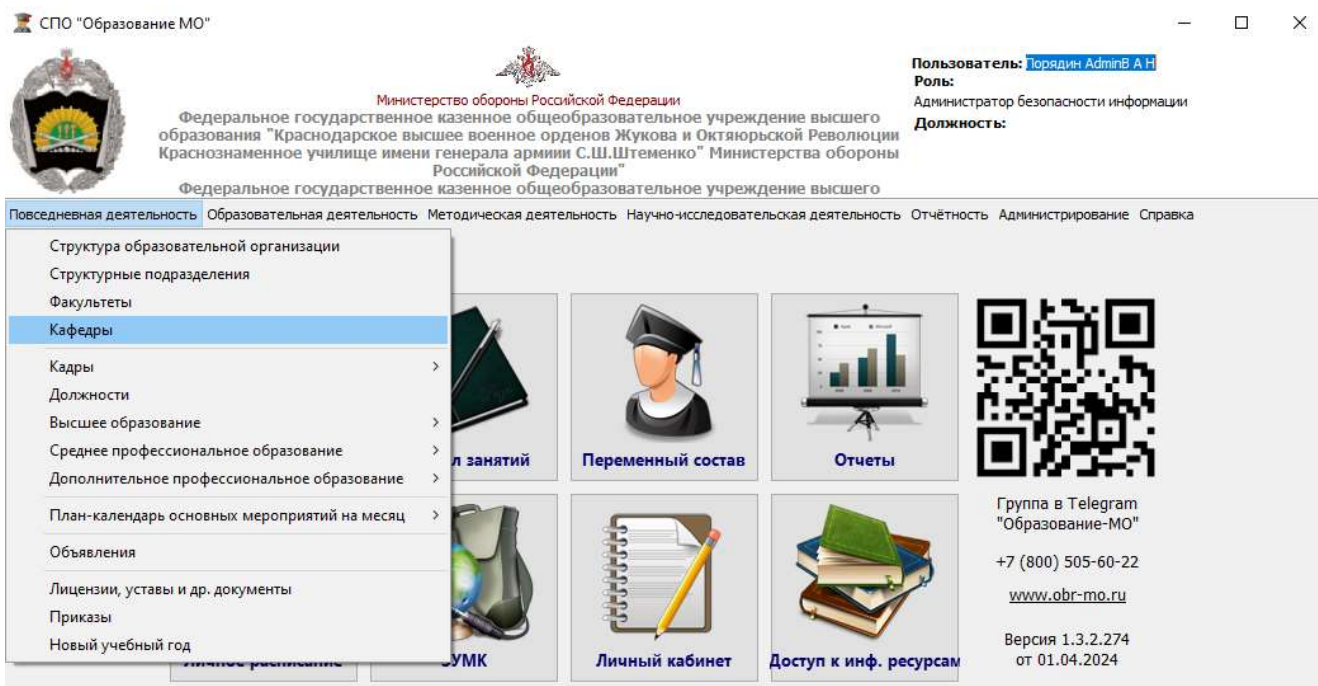 СПО "Образование МО"
Министерство обороны Российской Федерации
Федеральное государственное казенное общеобразовательное учреждение высшего
образования "Краснодарское высшее военное орденов Жукова и Октяюрьской Революции
Краснознаменное училище имени генерала армиии С.Ш.Штеменко" Министерства обороны
Российской Федерации"
Федеральное государственное казенное общеобразовательное учреждение высшего
Пользователь: Порядин AdminB А Н
Роль:
Администратор безопасности информации
Должность:
Повседневная деятельность Образовательная деятельность Методическая деятельность Научно-исследовательская деятельность Отчётность Администрирование Справка
Структура образовательной организации
Структурные подразделения
Факультеты
Кафедры
Кадры
Должности
Высшее образование
Среднее профессиональное образование
Дополнительное профессиональное образование
План-календарь основных мероприятий на месяц
Объявления
Лицензии, уставы и др. документы
Приказы
Новый учебный год
л занятий
Переменный состав
Отчеты
Личное расписание
УМК
Личный кабинет
Доступ к инф. ресурсам
Группа в Telegram
"Образование-МО"
+7 (800) 505-60-22
www.obr-mo.ru
Версия 1.3.2.274
от 01.04.2024